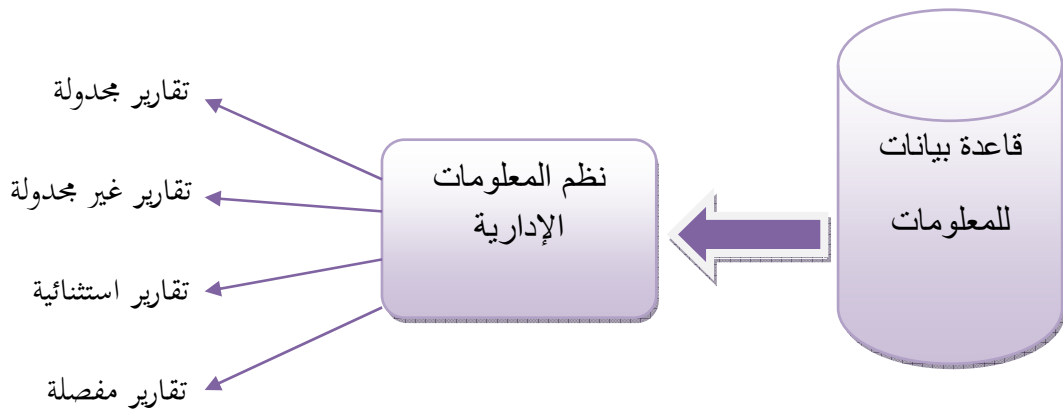 قاعدة بيانات
للمعلومات
نظم المعلومات
الإدارية
تقارير مجدولة
تقارير غير مجدولة
تقارير استثنائية
تقارير مفصلة